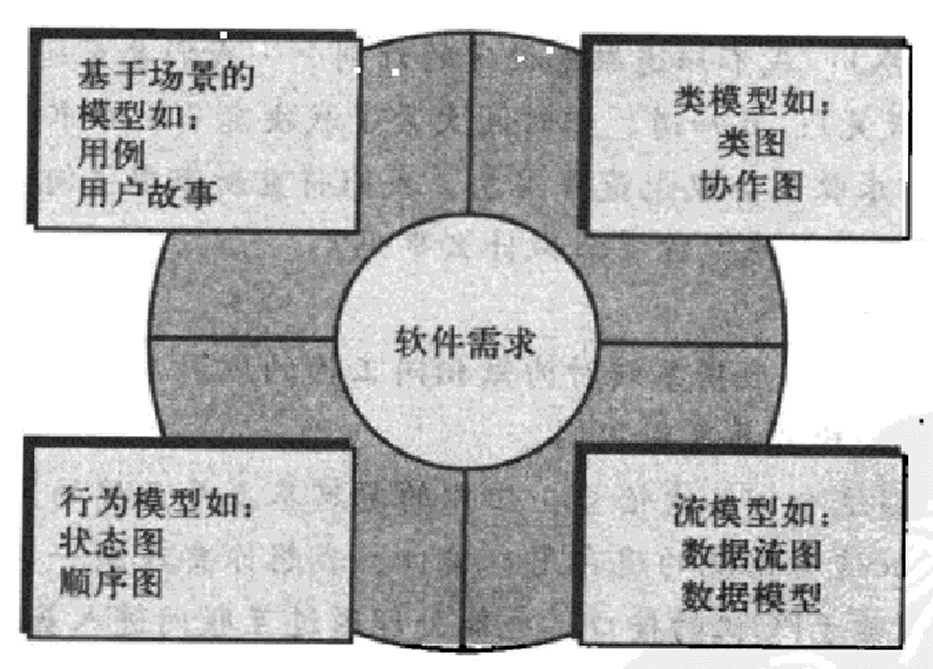 基于场景的
模型如：
用例
用户故事
类模型如：
类图
协作图
软件需求
行为模型如：
状态图
顺序图
流模型如：
数据流图
数据模型